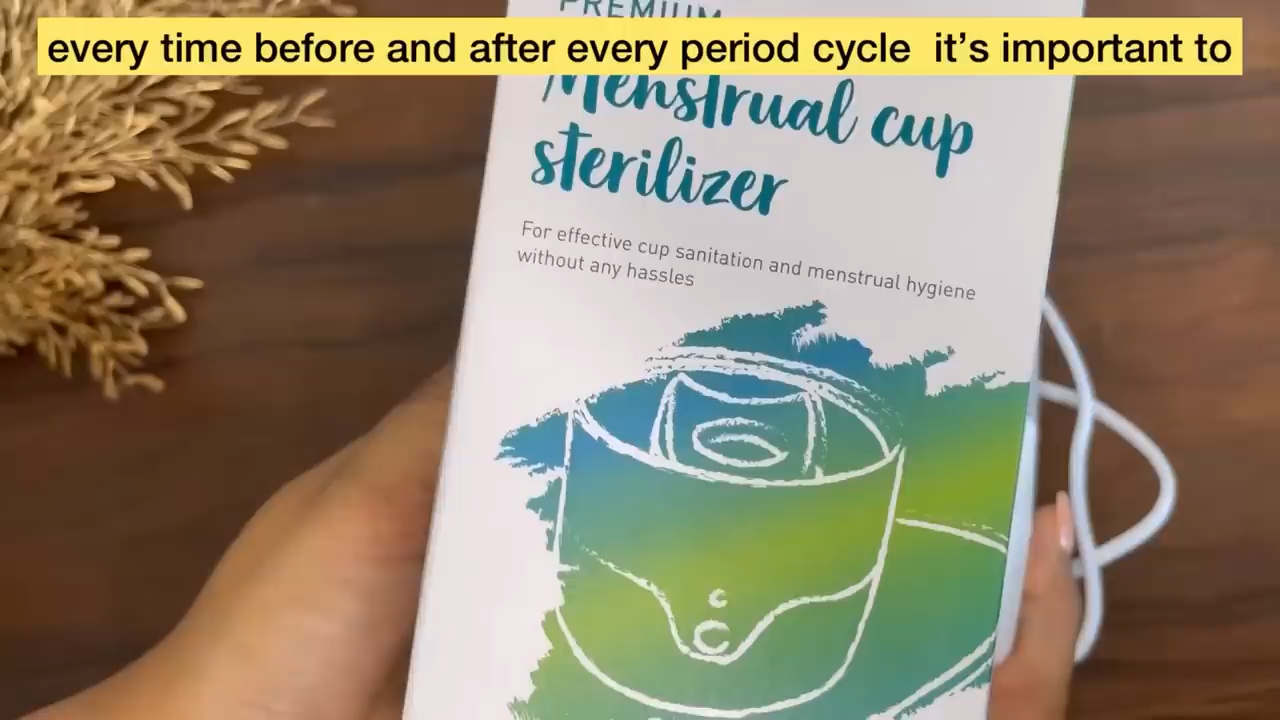 PREMIUM
every time before and after every period cycle it’s important to
Menstrual cup
sterilizer
For effective cup sanitation and menstrual hygiene
without any hassles